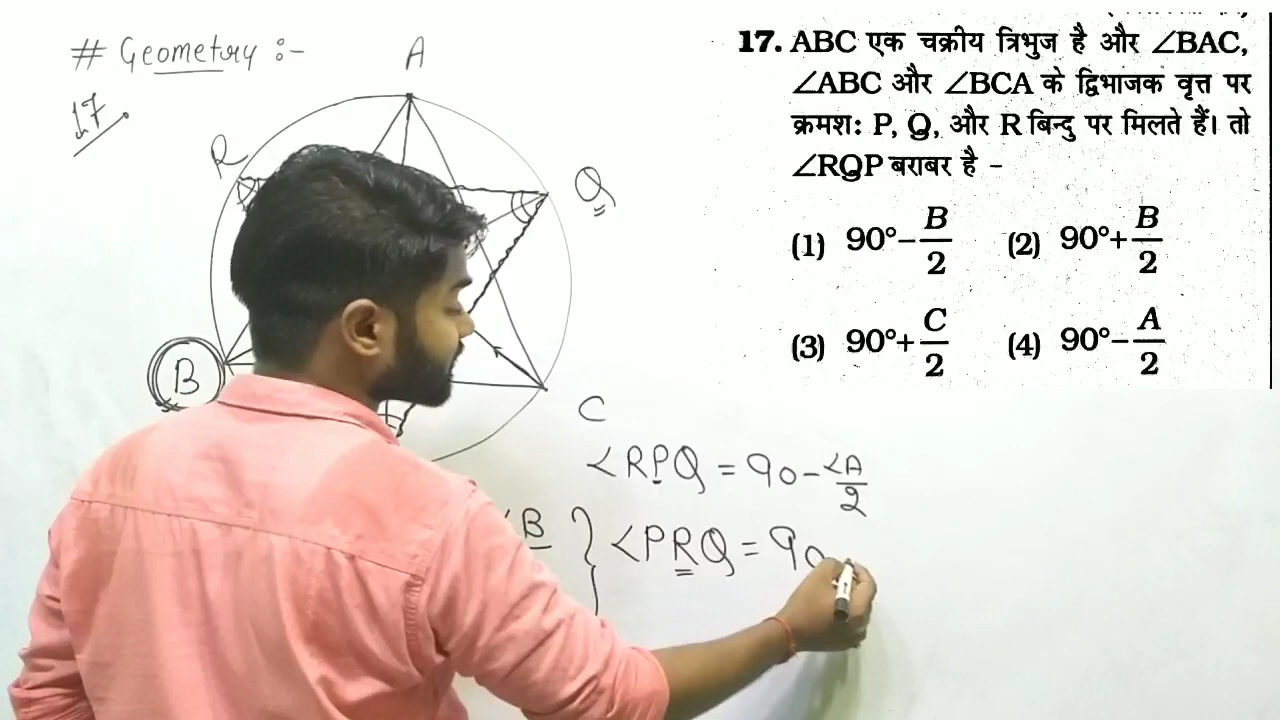 # Geometry :-
17.
A
R
Q
B
C
∠RPQ = 90 - ∠A/2
∠B } ∠PRQ = 90
17. ABC एक चक्रीय त्रिभुज है और ∠BAC,
∠ABC और ∠BCA के द्विभाजक वृत्त पर
क्रमशः P, Q, और R बिन्दु पर मिलते हैं। तो
∠RQP बराबर है –
(1) 90°–B/2 (2) 90°+B/2
(3) 90°+C/2 (4) 90°–A/2